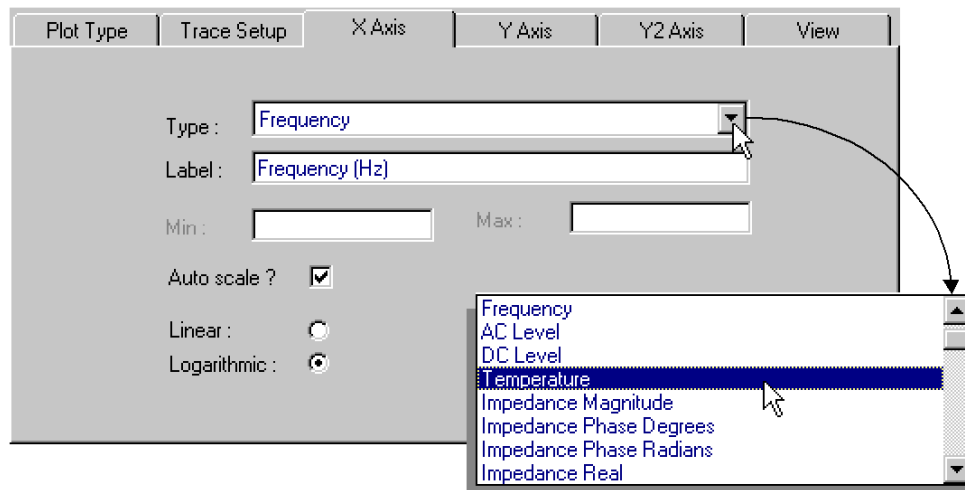 Plot Type Trace Setup X Axis Y Axis Y2 Axis View
Type : Frequency
Label : Frequency (Hz)
Min : Max :
Auto scale ?
Linear :
Logarithmic :
Frequency
AC Level
DC Level
Temperature
Impedance Magnitude
Impedance Phase Degrees
Impedance Phase Radians
Impedance Real